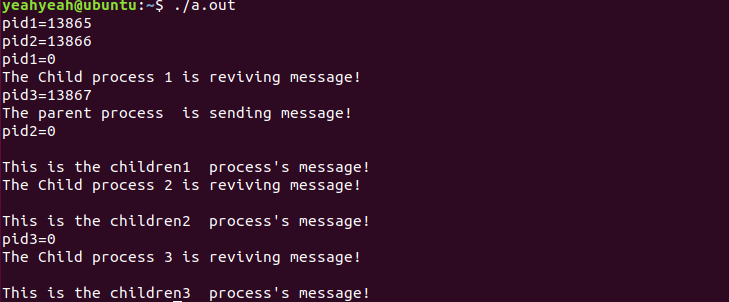 yeahyeah@ubuntu:~$ ./a.out
pid1=13865
pid2=13866
pid1=0
The Child process 1 is reviving message!
pid3=13867
The parent process  is sending message!
pid2=0
This is the children1  process's message!
The Child process 2 is reviving message!
This is the children2  process's message!
pid3=0
The Child process 3 is reviving message!
This is the children3  process's message!